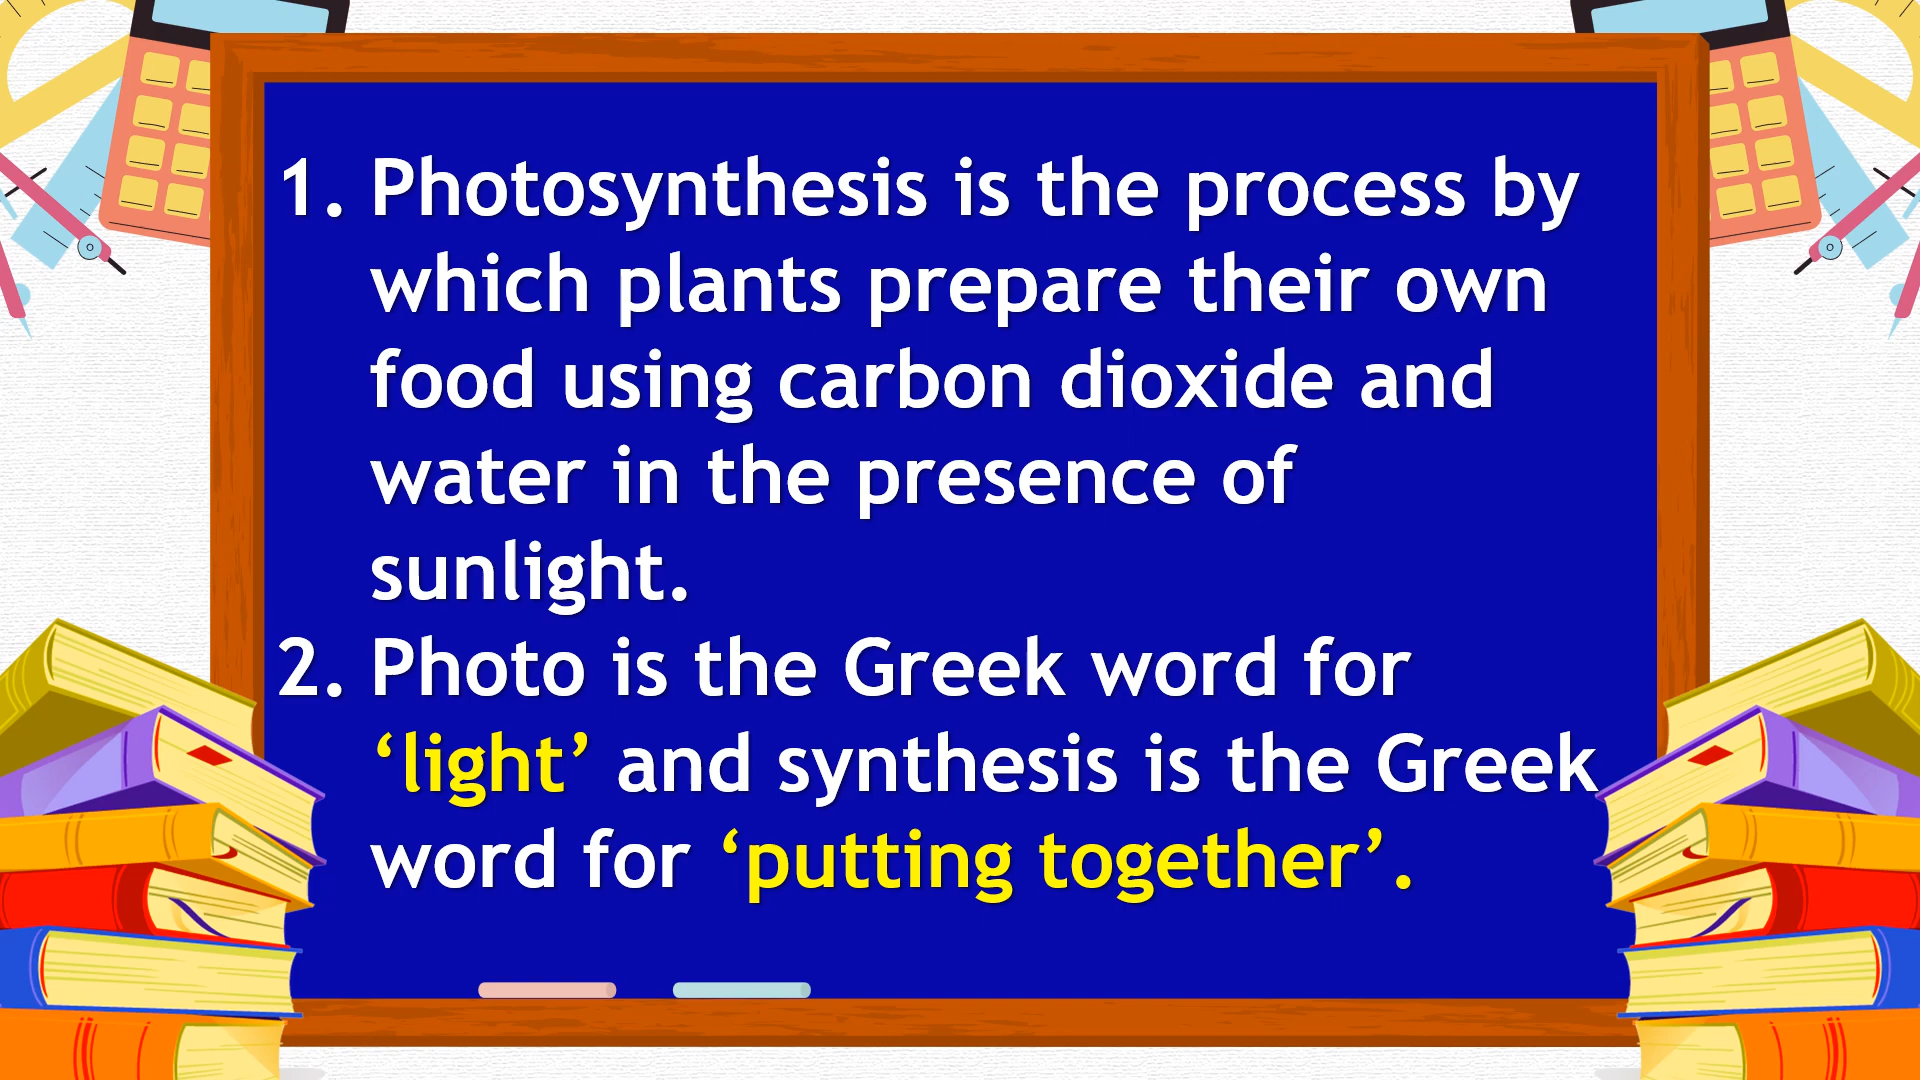 1. Photosynthesis is the process by
which plants prepare their own
food using carbon dioxide and
water in the presence of
sunlight.
2. Photo is the Greek word for
‘light’ and synthesis is the Greek
word for ‘putting together’.